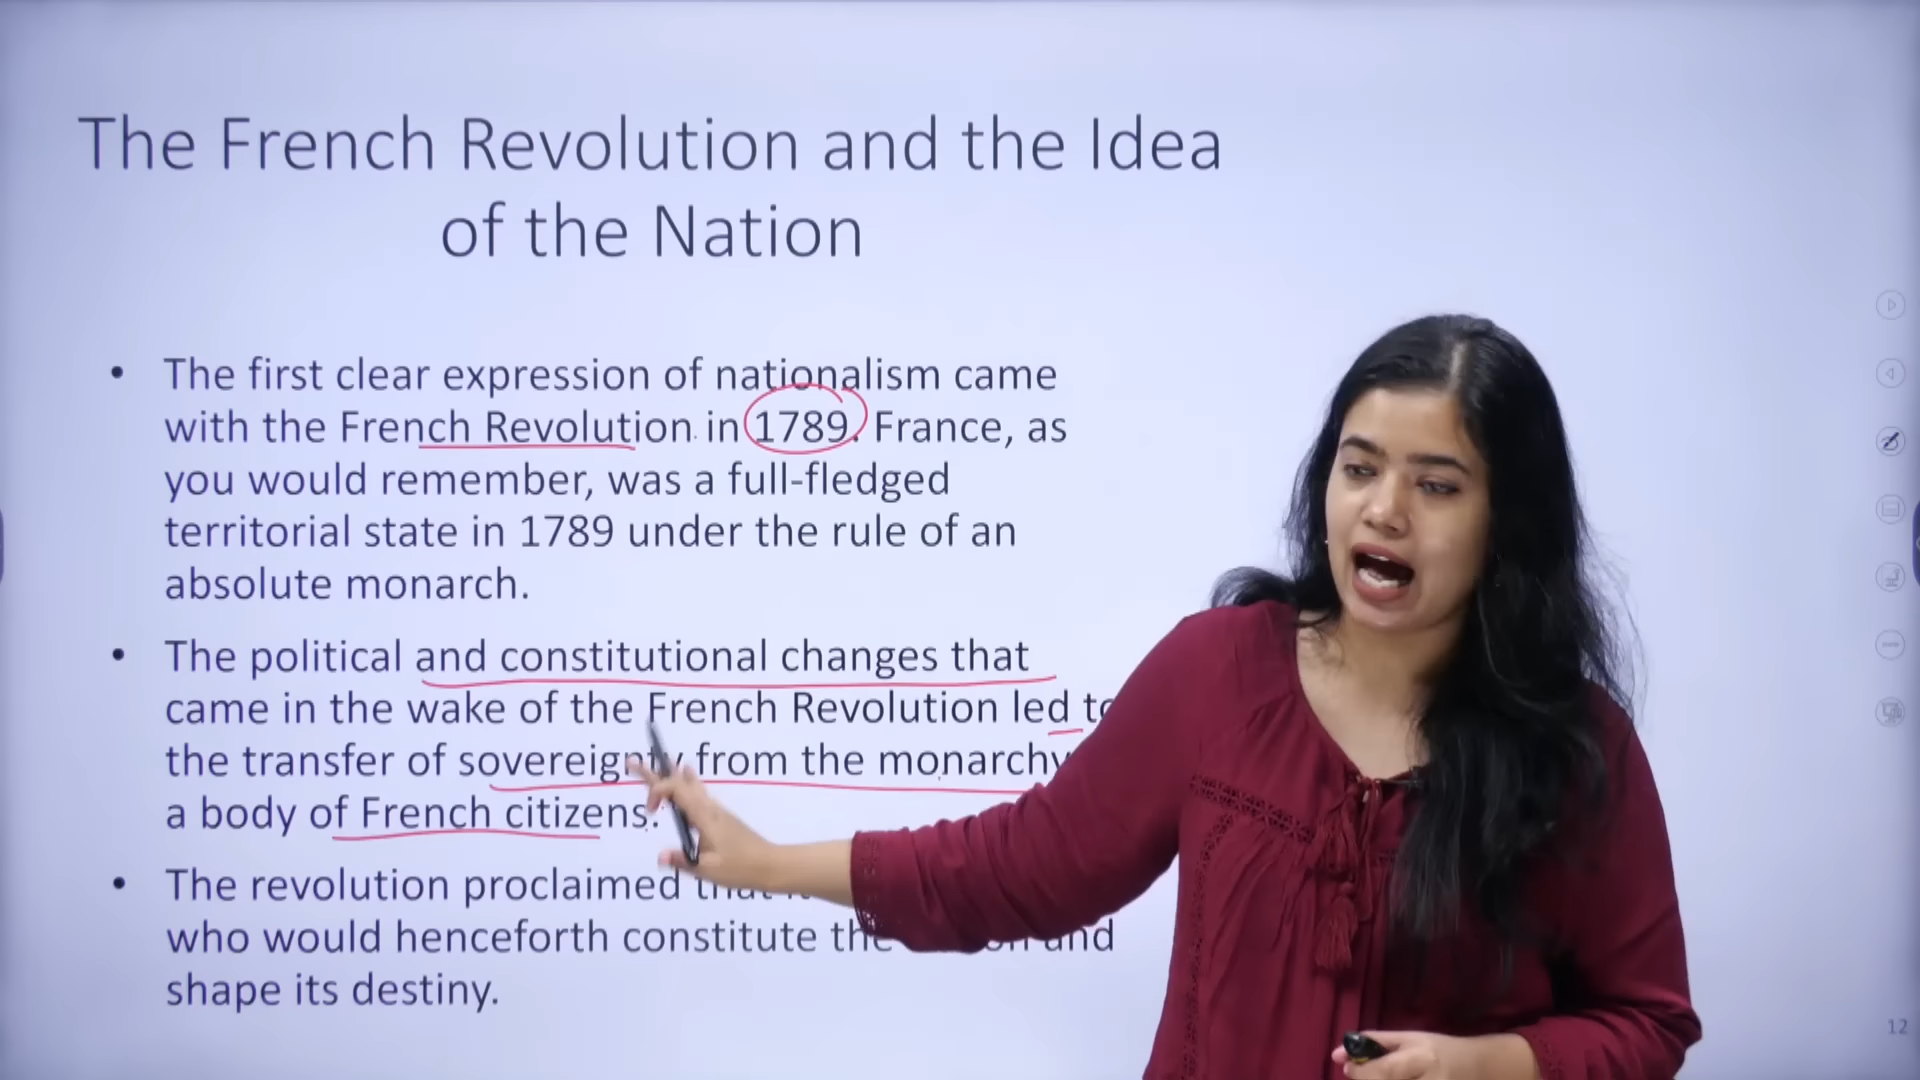 The French Revolution and the Idea
of the Nation
• The first clear expression of nationalism came
with the French Revolution in 1789. France, as
you would remember, was a full-fledged
territorial state in 1789 under the rule of an
absolute monarch.
• The political and constitutional changes that
came in the wake of the French Revolution led to
the transfer of sovereignty from the monarchy
a body of French citizens.
• The revolution proclaimed that
who would henceforth constitute the and
shape its destiny.
12